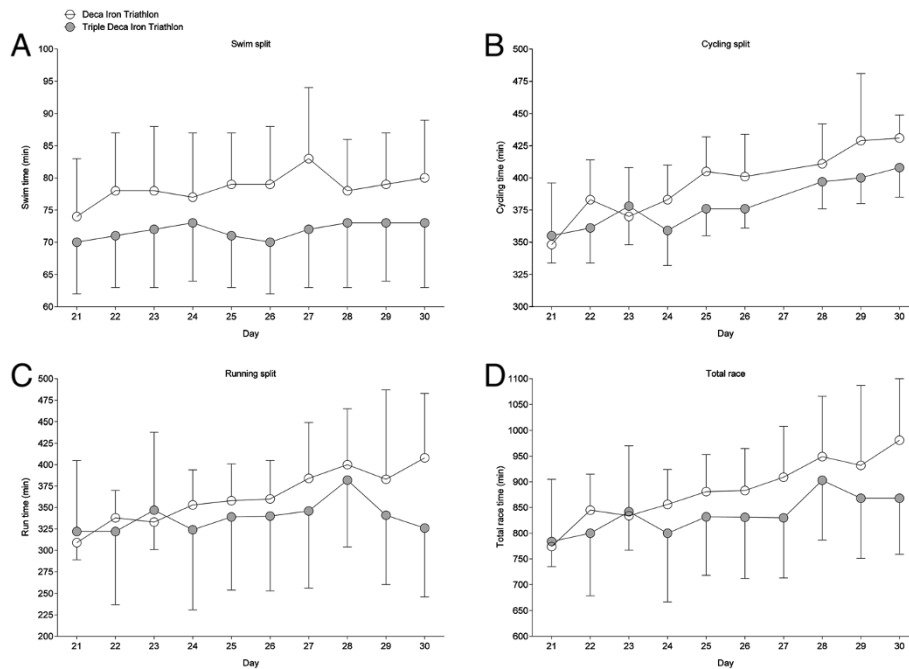 Deca Iron Triathlon
Triple Deca Iron Triathlon
A
Swim split
100
95
90
85
80
75
70
65
60
Swim time (min)
21 22 23 24 25 26 27 28 29 30
Day
B
Cycling split
500
475
450
425
400
375
350
325
300
Cycling time (min)
21 22 23 24 25 26 27 28 29 30
Day
C
Running split
500
475
450
425
400
375
350
325
300
275
250
225
200
Run time (min)
21 22 23 24 25 26 27 28 29 30
Day
D
Total race
1100
1050
1000
950
900
850
800
750
700
650
600
Total race time (min)
21 22 23 24 25 26 27 28 29 30
Day